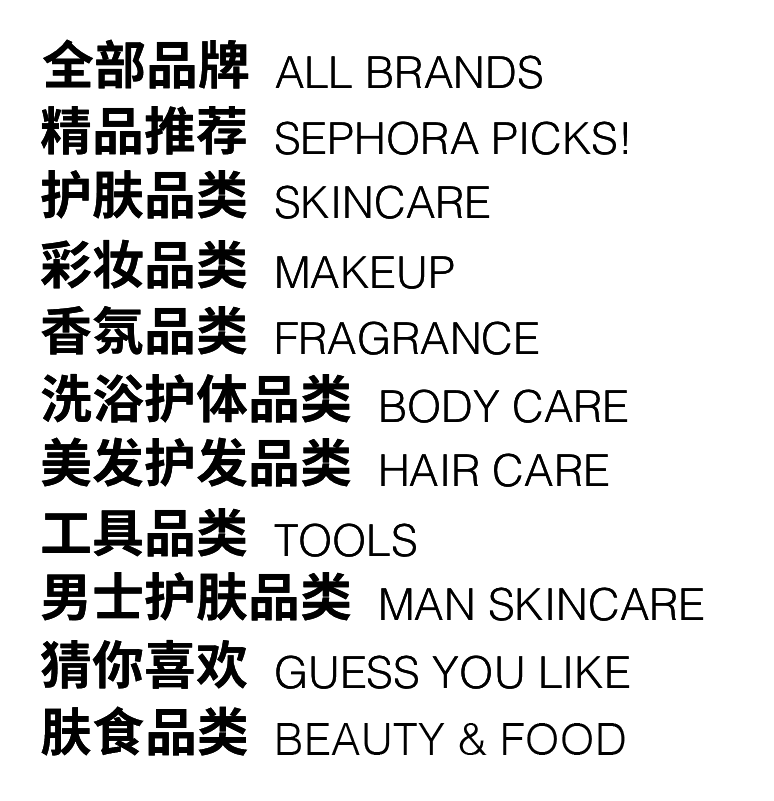 全部品牌 ALL BRANDS
精品推荐 SEPHORA PICKS!
护肤品类 SKINCARE
彩妆品类 MAKEUP
香氛品类 FRAGRANCE
洗浴护体品类 BODY CARE
美发护发品类 HAIR CARE
工具品类 TOOLS
男士护肤品类 MAN SKINCARE
猜你喜欢 GUESS YOU LIKE
肤食品类 BEAUTY & FOOD